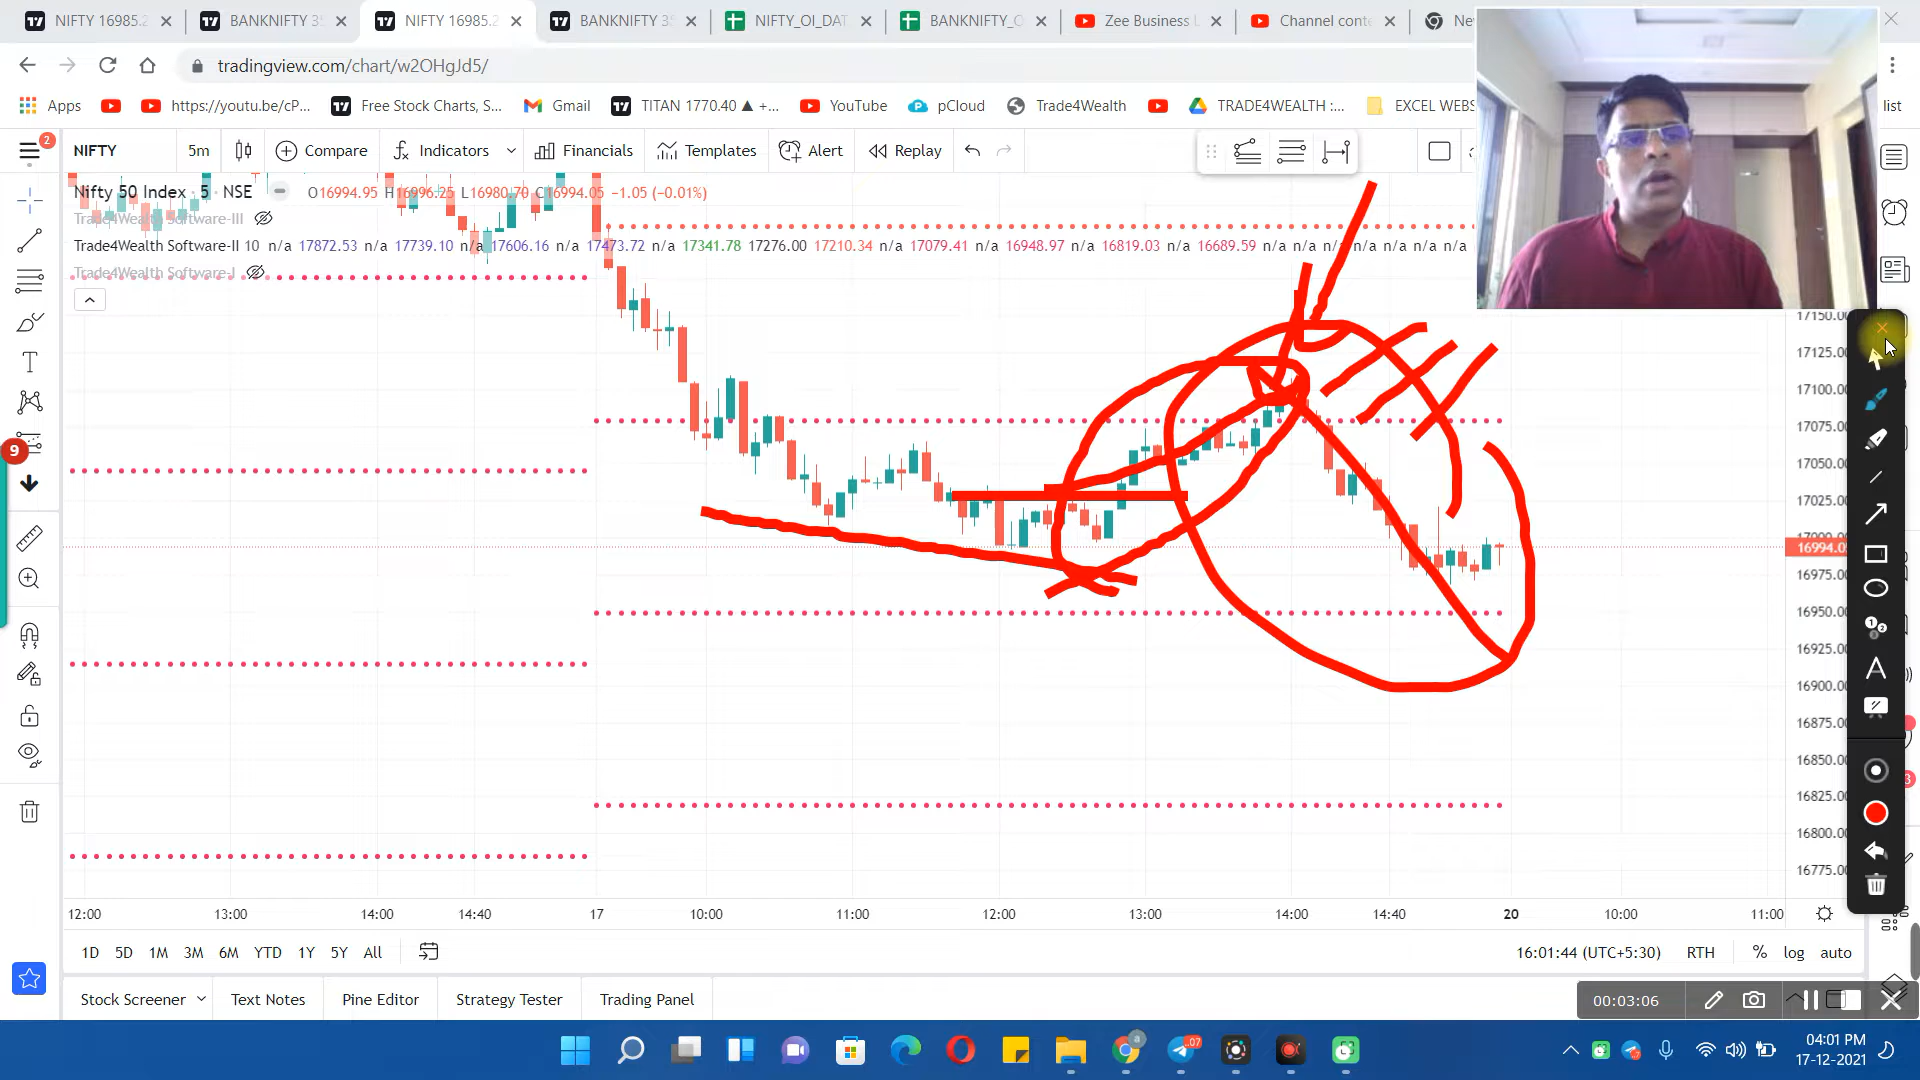 NIFTY 16985.2
BANKNIFTY 35
NIFTY 16985.2
BANKNIFTY 35
NIFTY_OI_DAT
BANKNIFTY_O
Zee Business L
Channel conte
Ne
tradingview.com/chart/w2OHgJd5/
Apps
https://youtu.be/cP...
Free Stock Charts, S...
Gmail
TITAN 1770.40 ▲ +...
YouTube
pCloud
Trade4Wealth
TRADE4WEALTH :...
EXCEL WEBS
list
2
NIFTY
5m
Compare
Indicators
Financials
Templates
Alert
Replay
Nifty 50 Index · 5 · NSE
O16994.95 H16996.25 L16980.70 C16994.05 −1.05 (−0.01%)
Trade4Wealth Software-III
Trade4Wealth Software-II 10 n/a 17872.53 n/a 17739.10 n/a 17606.16 n/a 17473.72 n/a 17341.78 17276.00 17210.34 n/a 17079.41 n/a 16948.97 n/a 16819.03 n/a 16689.59 n/a n/a n/a n/a n/a n/a n/a
Trade4Wealth Software-I
17150.00
17125.00
17100.00
17075.00
17050.00
17025.00
17000.00
16994.05
16975.00
16950.00
16925.00
16900.00
16875.00
16850.00
16825.00
16800.00
16775.00
9
12:00
13:00
14:00
14:40
17
10:00
11:00
12:00
13:00
14:00
14:40
20
10:00
11:00
1D 5D 1M 3M 6M YTD 1Y 5Y All
16:01:44 (UTC+5:30)
RTH
%
log
auto
Stock Screener
Text Notes
Pine Editor
Strategy Tester
Trading Panel
00:03:06
04:01 PM
17-12-2021